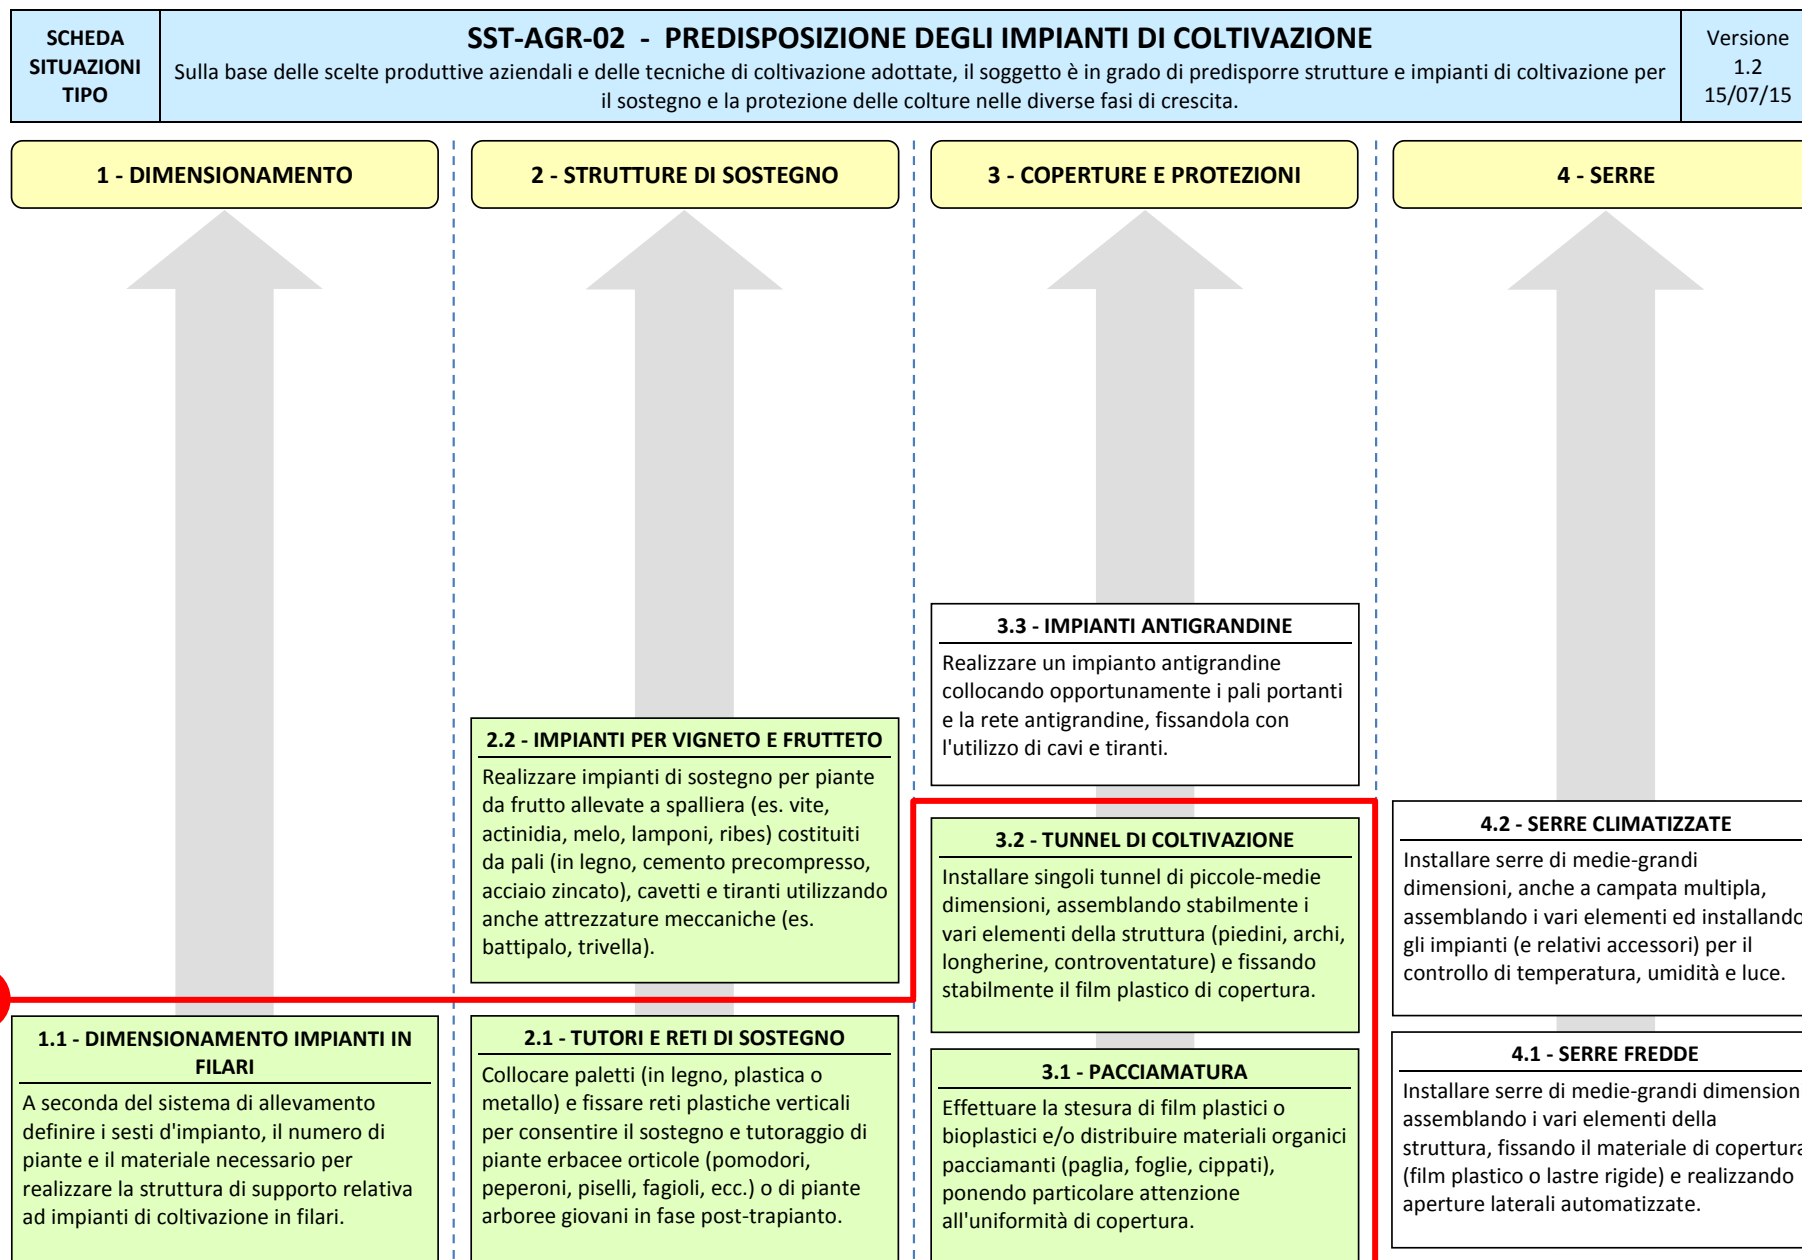 SCHEDA
SITUAZIONI
TIPO
SST-AGR-02 - PREDISPOSIZIONE DEGLI IMPIANTI DI COLTIVAZIONE
Sulla base delle scelte produttive aziendali e delle tecniche di coltivazione adottate, il soggetto è in grado di predisporre strutture e impianti di coltivazione per
il sostegno e la protezione delle colture nelle diverse fasi di crescita.
Versione
1.2
15/07/15
1 - DIMENSIONAMENTO
2 - STRUTTURE DI SOSTEGNO
3 - COPERTURE E PROTEZIONI
4 - SERRE
1.1 - DIMENSIONAMENTO IMPIANTI IN
FILARI
A seconda del sistema di allevamento
definire i sesti d'impianto, il numero di
piante e il materiale necessario per
realizzare la struttura di supporto relativa
ad impianti di coltivazione in filari.
2.2 - IMPIANTI PER VIGNETO E FRUTTETO
Realizzare impianti di sostegno per piante
da frutto allevate a spalliera (es. vite,
actinidia, melo, lamponi, ribes) costituiti
da pali (in legno, cemento precompresso,
acciaio zincato), cavetti e tiranti utilizzando
anche attrezzature meccaniche (es.
battipalo, trivella).
2.1 - TUTORI E RETI DI SOSTEGNO
Collocare paletti (in legno, plastica o
metallo) e fissare reti plastiche verticali
per consentire il sostegno e tutoraggio di
piante erbacee orticole (pomodori,
peperoni, piselli, fagioli, ecc.) o di piante
arboree giovani in fase post-trapianto.
3.3 - IMPIANTI ANTIGRANDINE
Realizzare un impianto antigrandine
collocando opportunamente i pali portanti
e la rete antigrandine, fissandola con
l'utilizzo di cavi e tiranti.
3.2 - TUNNEL DI COLTIVAZIONE
Installare singoli tunnel di piccole-medie
dimensioni, assemblando stabilmente i
vari elementi della struttura (piedini, archi,
longherine, controventature) e fissando
stabilmente il film plastico di copertura.
3.1 - PACCIAMATURA
Effettuare la stesura di film plastici o
bioplastici e/o distribuire materiali organici
pacciamanti (paglia, foglie, cippati),
ponendo particolare attenzione
all'uniformità di copertura.
4.2 - SERRE CLIMATIZZATE
Installare serre di medie-grandi
dimensioni, anche a campata multipla,
assemblando i vari elementi ed installando
gli impianti (e relativi accessori) per il
controllo di temperatura, umidità e luce.
4.1 - SERRE FREDDE
Installare serre di medie-grandi dimension
assemblando i vari elementi della
struttura, fissando il materiale di copertura
(film plastico o lastre rigide) e realizzando
aperture laterali automatizzate.